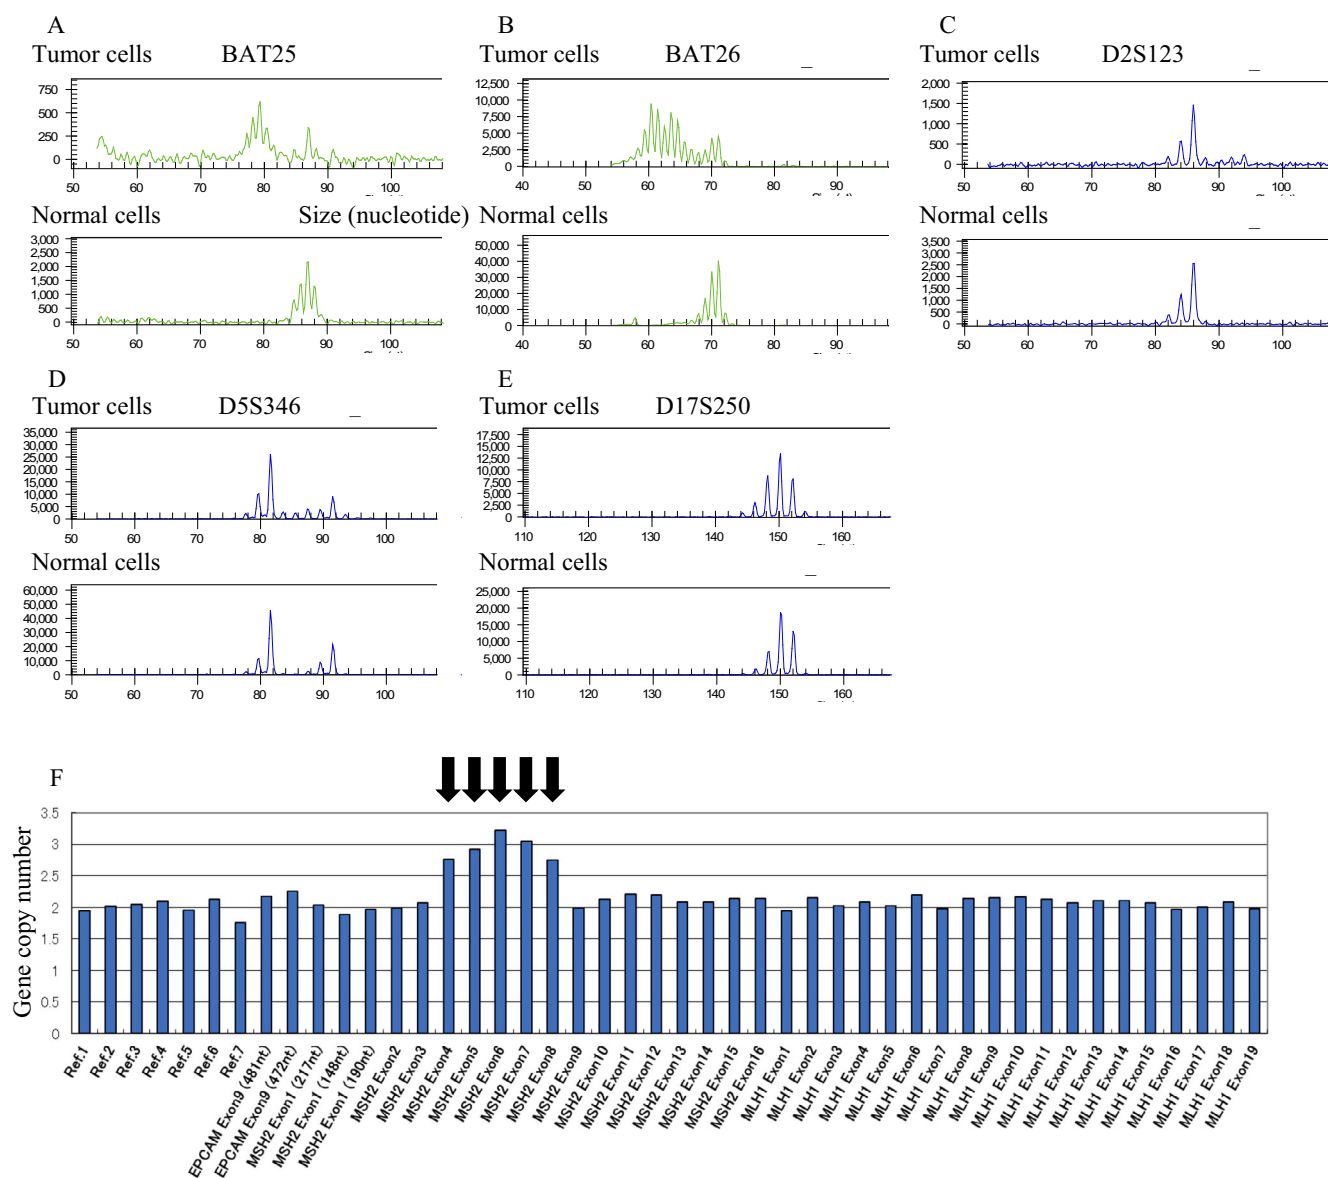 A
Tumor cells BAT25
750
500
250
0
50 60 70 80 90 100
Normal cells Size (nucleotide)
3,000
2,500
2,000
1,500
1,000
500
0
50 60 70 80 90 100
B
Tumor cells BAT26
12,500
10,000
7,500
5,000
2,500
0
40 50 60 70 80 90
Normal cells
50,000
40,000
30,000
20,000
10,000
0
40 50 60 70 80 90
C
Tumor cells D2S123
2,000
1,500
1,000
500
0
50 60 70 80 90 100
Normal cells
3,500
3,000
2,500
2,000
1,500
1,000
500
0
50 60 70 80 90 100
D
Tumor cells D5S346
35,000
30,000
25,000
20,000
15,000
10,000
5,000
0
50 60 70 80 90 100
Normal cells
60,000
50,000
40,000
30,000
20,000
10,000
0
50 60 70 80 90 100
E
Tumor cells D17S250
17,500
15,000
12,500
10,000
7,500
5,000
2,500
0
110 120 130 140 150 160
Normal cells
25,000
20,000
15,000
10,000
5,000
0
110 120 130 140 150 160
F
Gene copy number
3.5
3
2.5
2
1.5
1
0.5
0
Ref.1
Ref.2
Ref.3
Ref.4
Ref.5
Ref.6
Ref.7
EPCAM Exon9 (481nt)
EPCAM Exon9 (472nt)
MSH2 Exon1 (217nt)
MSH2 Exon1 (148nt)
MSH2 Exon1 (190nt)
MSH2 Exon2
MSH2 Exon3
MSH2 Exon4
MSH2 Exon5
MSH2 Exon6
MSH2 Exon7
MSH2 Exon8
MSH2 Exon9
MSH2 Exon10
MSH2 Exon11
MSH2 Exon12
MSH2 Exon13
MSH2 Exon14
MSH2 Exon15
MSH2 Exon16
MLH1 Exon1
MLH1 Exon2
MLH1 Exon3
MLH1 Exon4
MLH1 Exon5
MLH1 Exon6
MLH1 Exon7
MLH1 Exon8
MLH1 Exon9
MLH1 Exon10
MLH1 Exon11
MLH1 Exon12
MLH1 Exon13
MLH1 Exon14
MLH1 Exon15
MLH1 Exon16
MLH1 Exon17
MLH1 Exon18
MLH1 Exon19